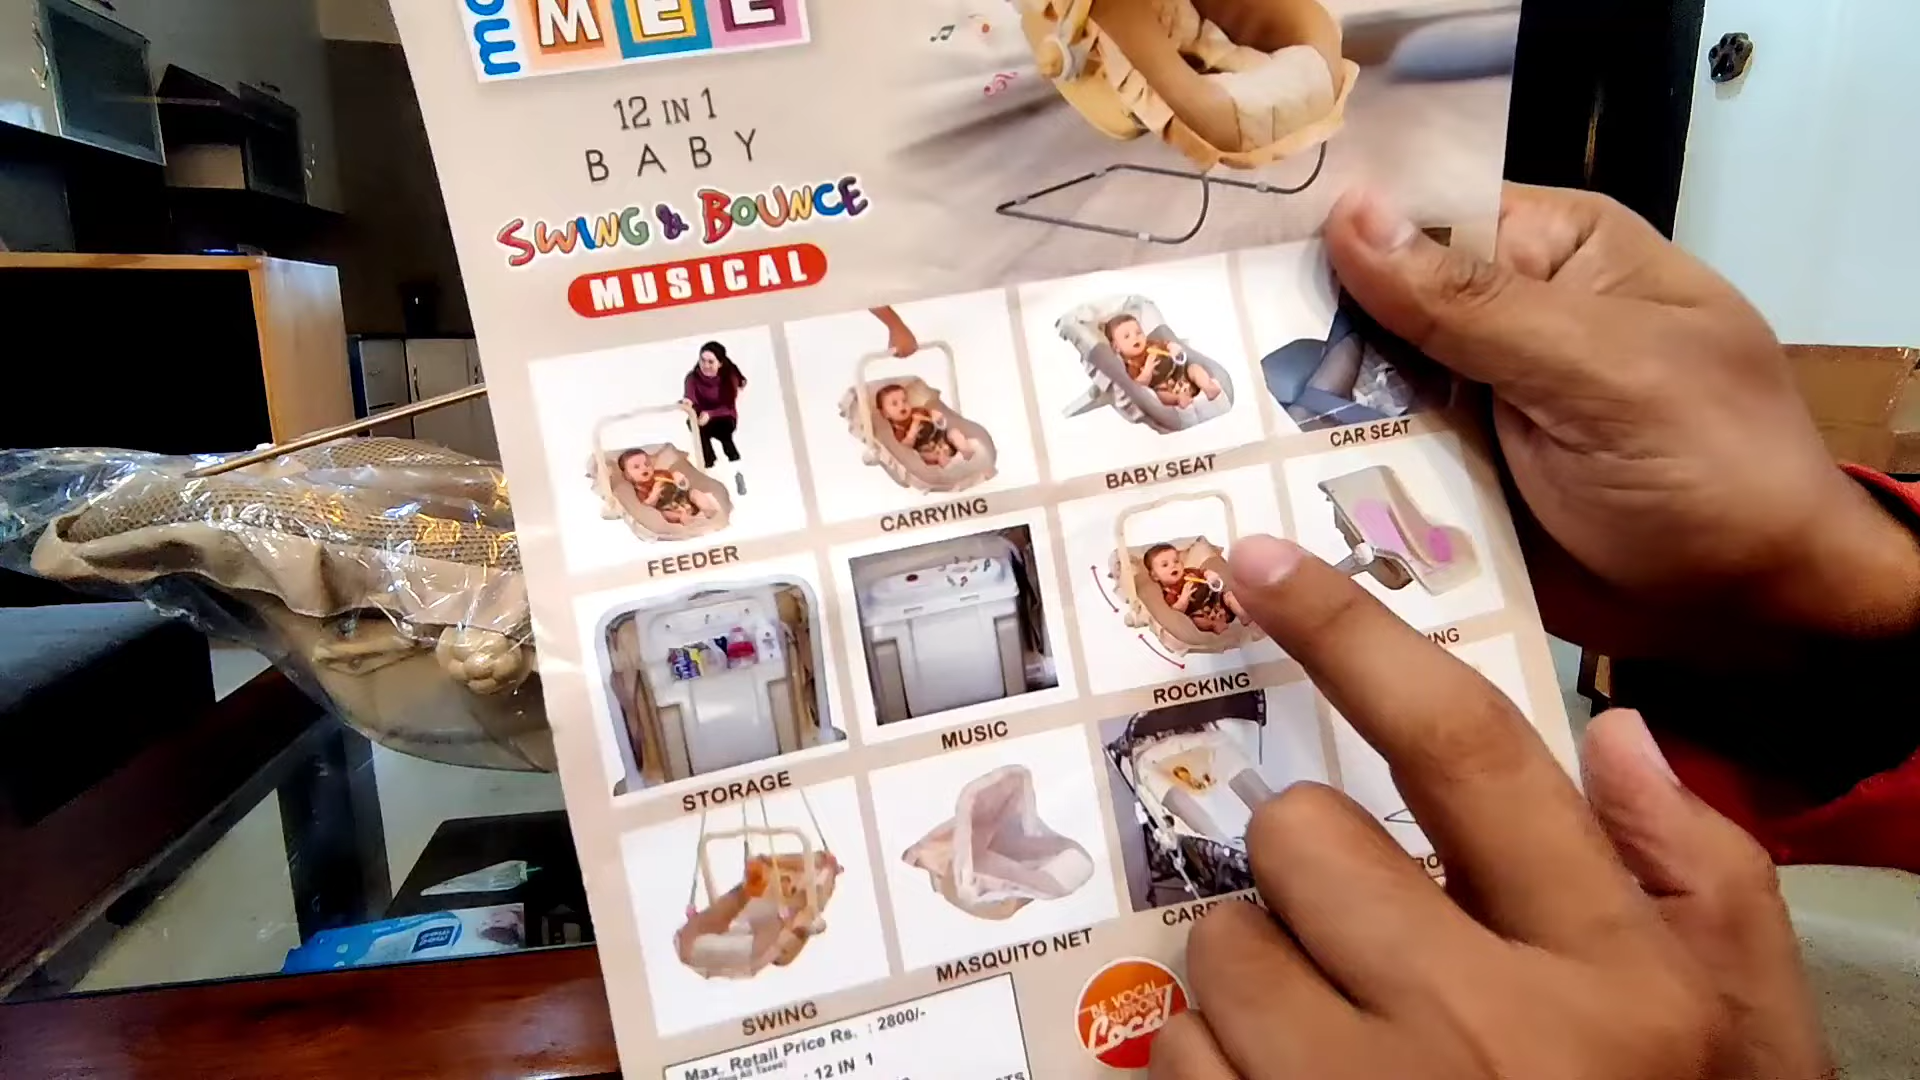 MEE
12 IN 1
BABY
SWING & BOUNCE
MUSICAL
FEEDER
CARRYING
BABY SEAT
CAR SEAT
STORAGE
MUSIC
ROCKING
SWING
MASQUITO NET
Max. Retail Price Rs. : 2800/-
: 12 IN 1
BE VOCAL
SUPPORT
Local